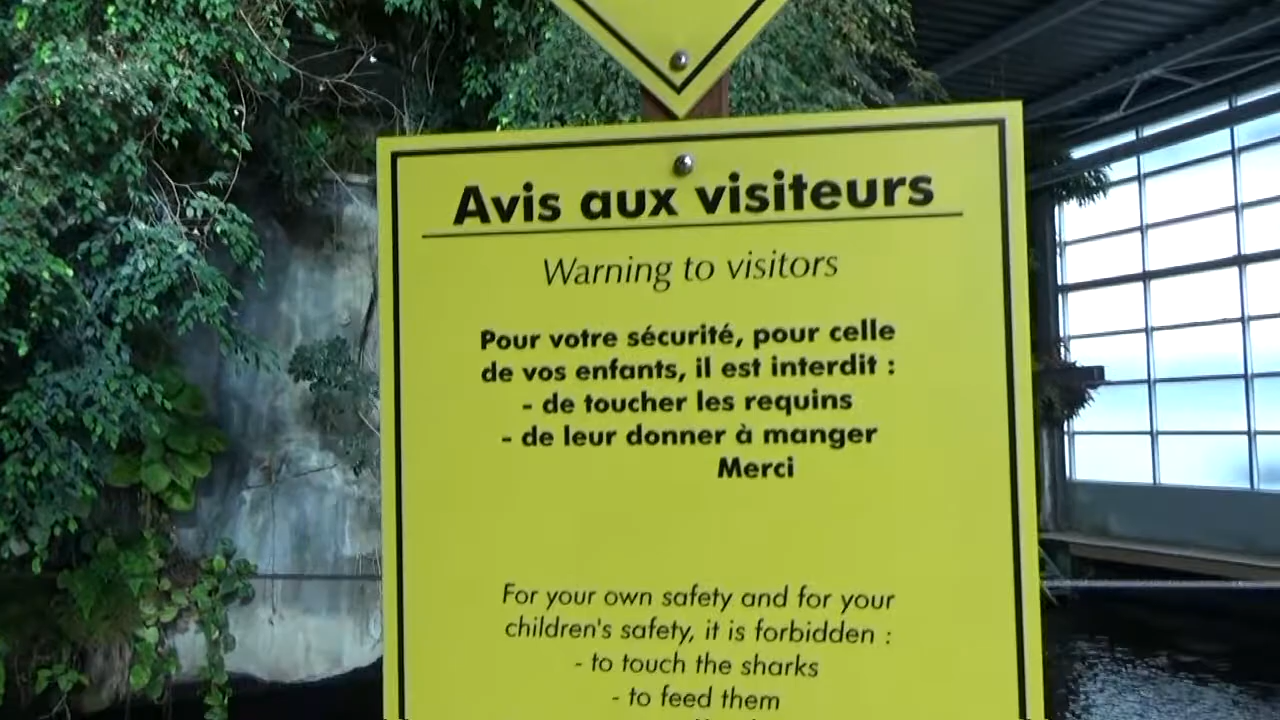 Avis aux visiteurs
Warning to visitors
Pour votre sécurité, pour celle
de vos enfants, il est interdit :
- de toucher les requins
- de leur donner à manger
Merci
For your own safety and for your
children's safety, it is forbidden :
- to touch the sharks
- to feed them